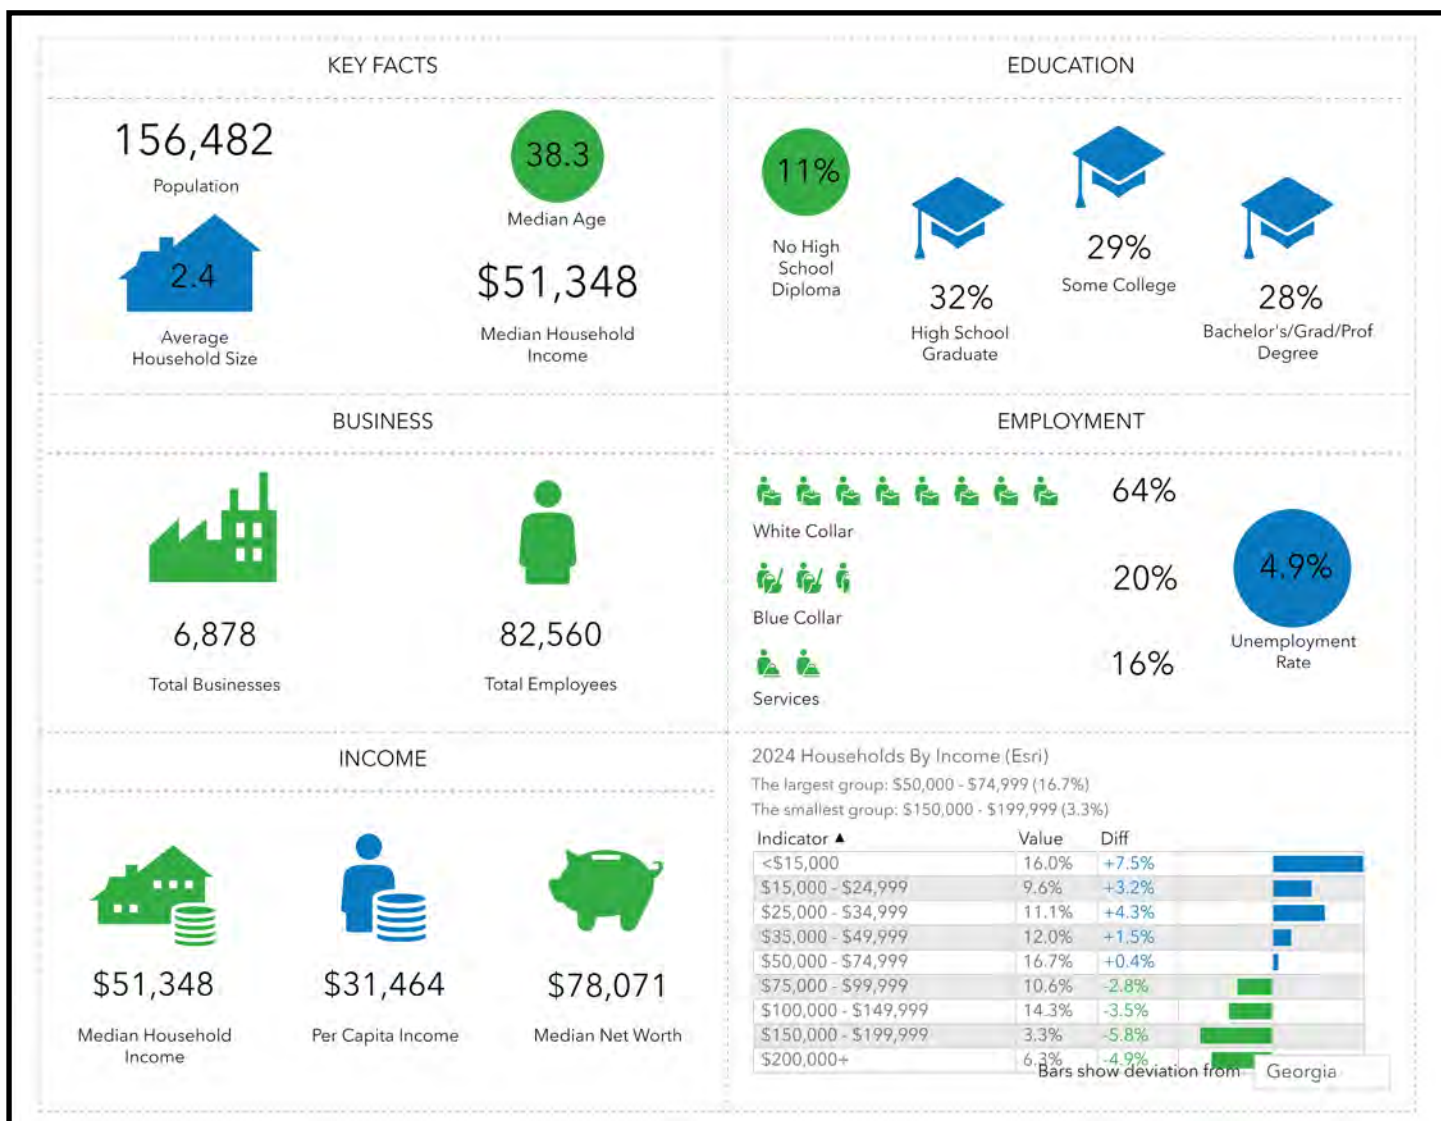 KEY FACTS
156,482
Population
38.3
Median Age
2.4
Average
Household Size
$51,348
Median Household
Income
EDUCATION
11%
No High
School
Diploma
32%
High School
Graduate
29%
Some College
28%
Bachelor's/Grad/Prof
Degree
BUSINESS
6,878
Total Businesses
82,560
Total Employees
EMPLOYMENT
64%
White Collar
20%
Blue Collar
16%
Services
4.9%
Unemployment
Rate
INCOME
$51,348
Median Household
Income
$31,464
Per Capita Income
$78,071
Median Net Worth
2024 Households By Income (Esri)
The largest group: $50,000 - $74,999 (16.7%)
The smallest group: $150,000 - $199,999 (3.3%)
Indicator ▲ Value Diff
<$15,000 16.0% +7.5%
$15,000 - $24,999 9.6% +3.2%
$25,000 - $34,999 11.1% +4.3%
$35,000 - $49,999 12.0% +1.5%
$50,000 - $74,999 16.7% +0.4%
$75,000 - $99,999 10.6% -2.8%
$100,000 - $149,999 14.3% -3.5%
$150,000 - $199,999 3.3% -5.8%
$200,000+ 6.3% -4.9%
Bars show deviation from Georgia